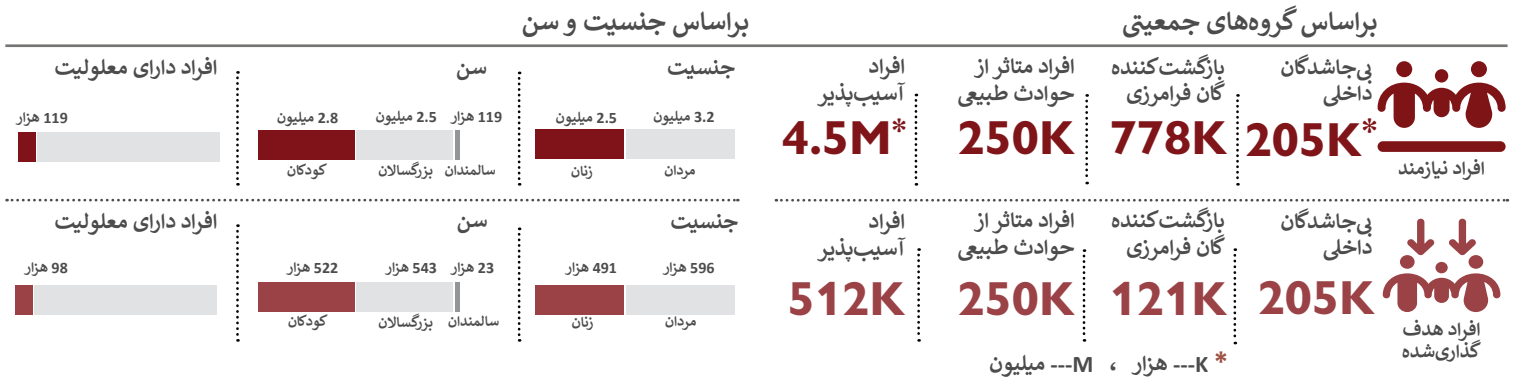 براساس گروه‌های جمعیتی
براساس جنسیت و سن
افراد نیازمند
بی‌جاشدگان
داخلی
205K*
بازگشت‌کننده
گان فرامرزی
778K
افراد متاثر از
حوادث طبیعی
250K
افراد
آسیب‌پذیر
4.5M*
جنسیت
3.2 میلیون
2.5 میلیون
مردان
زنان
سن
119 هزار
2.5 میلیون
2.8 میلیون
سالمندان
بزرگسالان
کودکان
افراد دارای معلولیت
119 هزار
افراد هدف
گذاری‌شده
بی‌جاشدگان
داخلی
205K
بازگشت‌کننده
گان فرامرزی
121K
افراد متاثر از
حوادث طبیعی
250K
افراد
آسیب‌پذیر
512K
جنسیت
596 هزار
491 هزار
مردان
زنان
سن
23 هزار
543 هزار
522 هزار
سالمندان
بزرگسالان
کودکان
افراد دارای معلولیت
98 هزار
* K--- هزار ، M--- میلیون